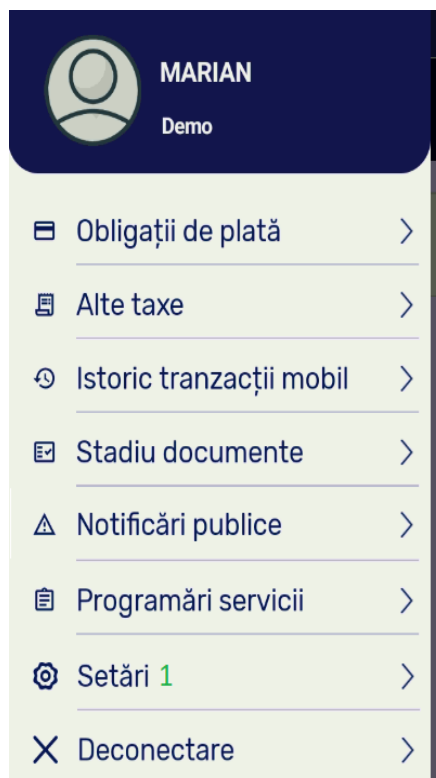 MARIAN
Demo
Obligații de plată
Alte taxe
Istoric tranzacții mobil
Stadiu documente
Notificări publice
Programări servicii
Setări 1
Deconectare